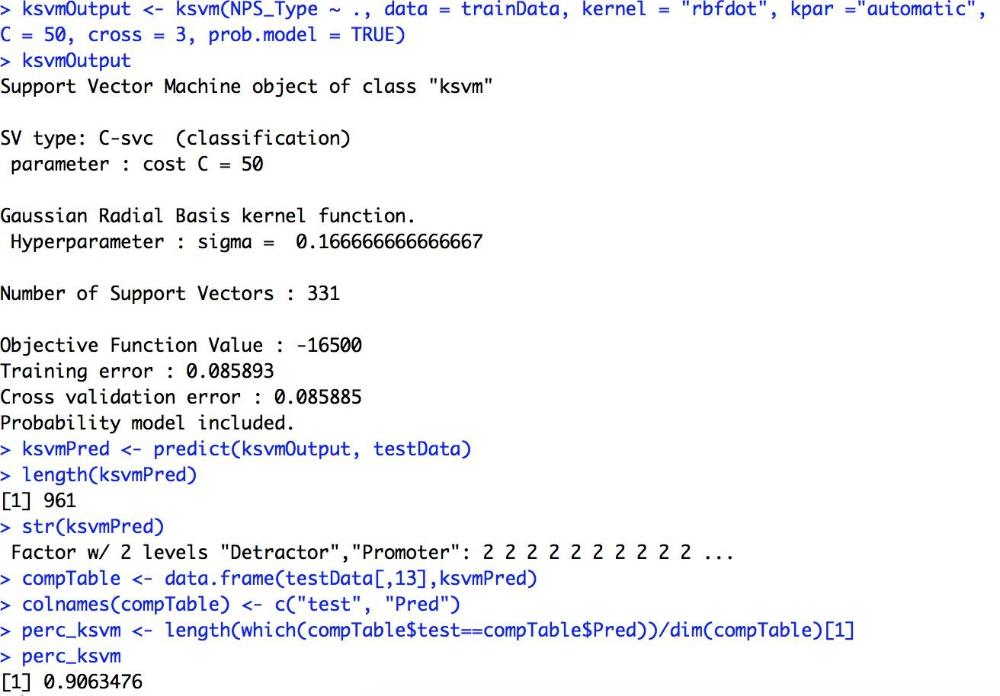 > ksvmOutput <- ksvm(NPS_Type ~ ., data = trainData, kernel = "rbfdot", kpar ="automatic",
C = 50, cross = 3, prob.model = TRUE)
> ksvmOutput
Support Vector Machine object of class "ksvm"

SV type: C-svc  (classification)
 parameter : cost C = 50

Gaussian Radial Basis kernel function.
 Hyperparameter : sigma =  0.166666666666667

Number of Support Vectors : 331

Objective Function Value : -16500
Training error : 0.085893
Cross validation error : 0.085885
Probability model included.
> ksvmPred <- predict(ksvmOutput, testData)
> length(ksvmPred)
[1] 961
> str(ksvmPred)
 Factor w/ 2 levels "Detractor","Promoter": 2 2 2 2 2 2 2 2 2 2 ...
> compTable <- data.frame(testData[,13],ksvmPred)
> colnames(compTable) <- c("test", "Pred")
> perc_ksvm <- length(which(compTable$test==compTable$Pred))/dim(compTable)[1]
> perc_ksvm
[1] 0.9063476